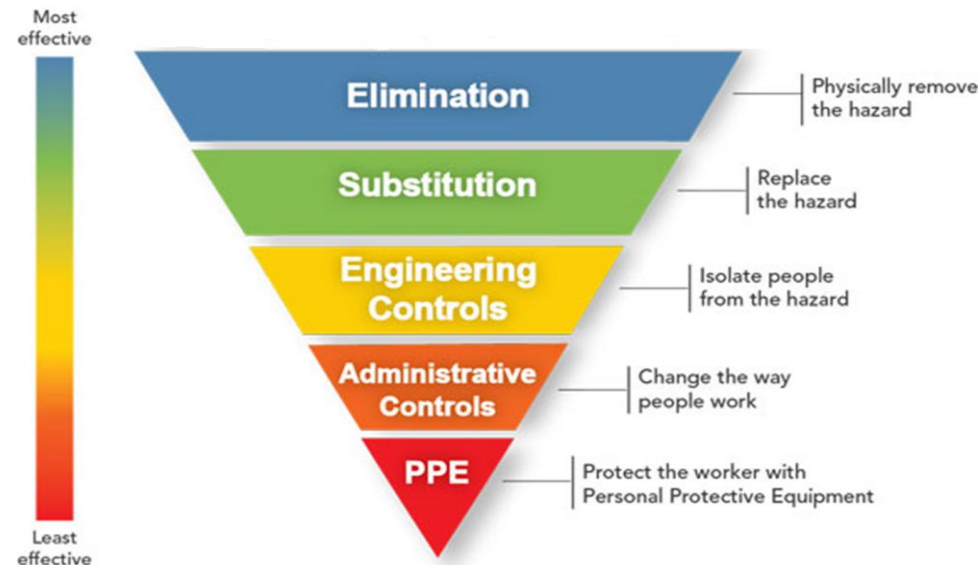 Most
effective
Elimination
Physically remove
the hazard
Substitution
Replace
the hazard
Engineering
Controls
Isolate people
from the hazard
Administrative
Controls
Change the way
people work
PPE
Protect the worker with
Personal Protective Equipment
Least
effective